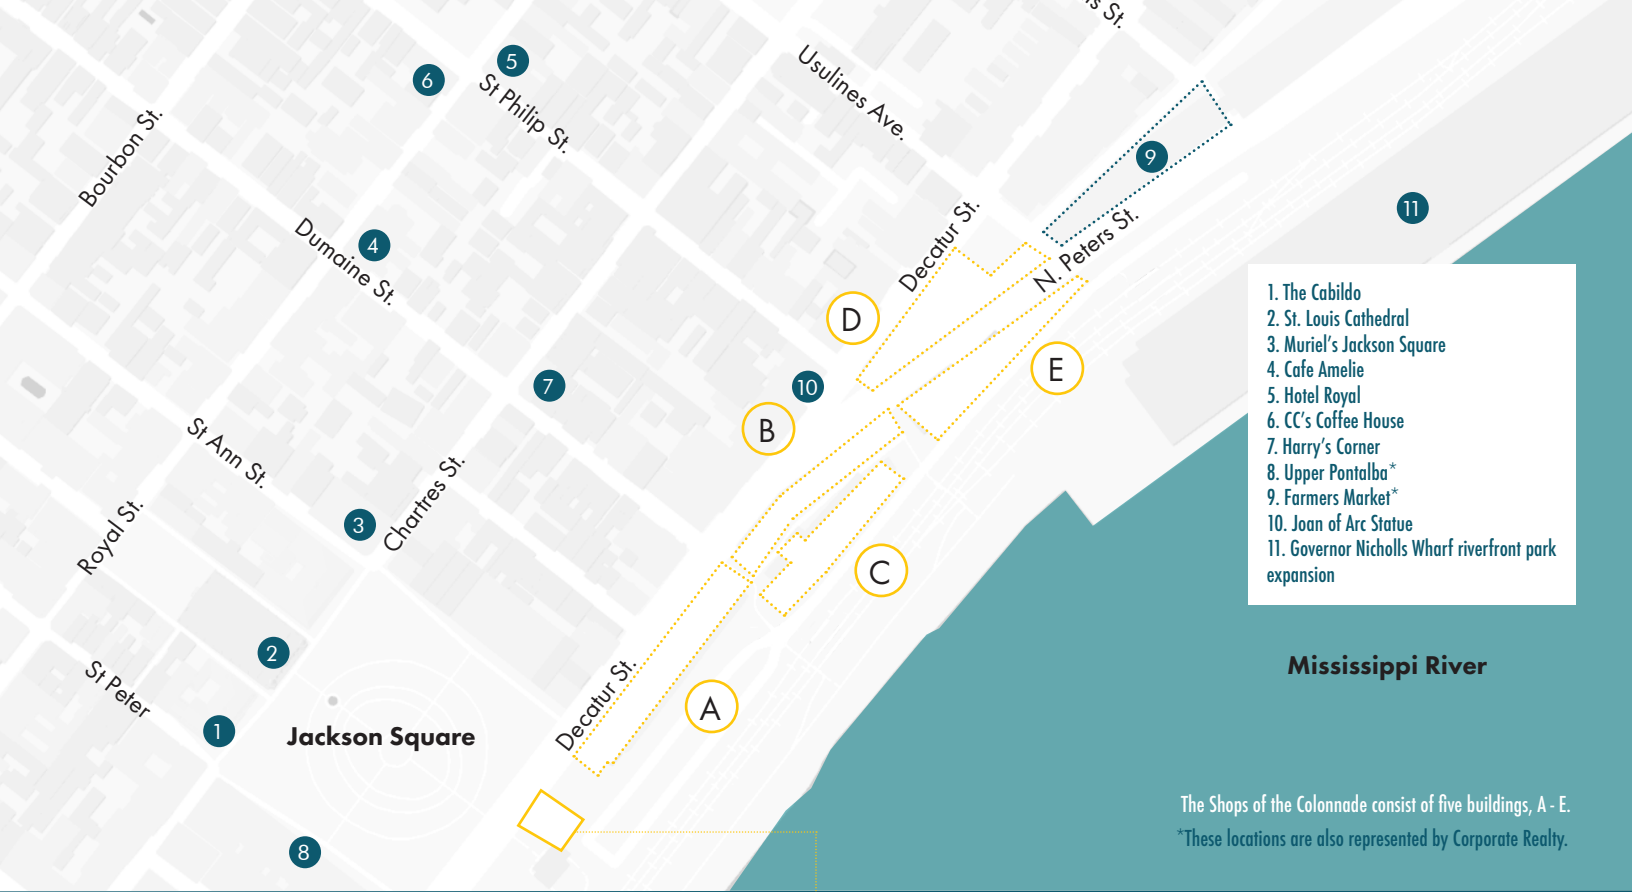 s St.
5
6
St Philip St.
Usulines Ave.
Bourbon St.
9
11
Decatur St.
N. Peters St.
4
Dumaine St.
D
E
7
10
B
St Ann St.
Chartres St.
3
Royal St.
C
2
St Peter
Decatur St.
A
1
Jackson Square
8
1. The Cabildo
2. St. Louis Cathedral
3. Muriel's Jackson Square
4. Cafe Amelie
5. Hotel Royal
6. CC's Coffee House
7. Harry's Corner
8. Upper Pontalba*
9. Farmers Market*
10. Joan of Arc Statue
11. Governor Nicholls Wharf riverfront park
expansion
Mississippi River
The Shops of the Colonnade consist of five buildings, A - E.
*These locations are also represented by Corporate Realty.